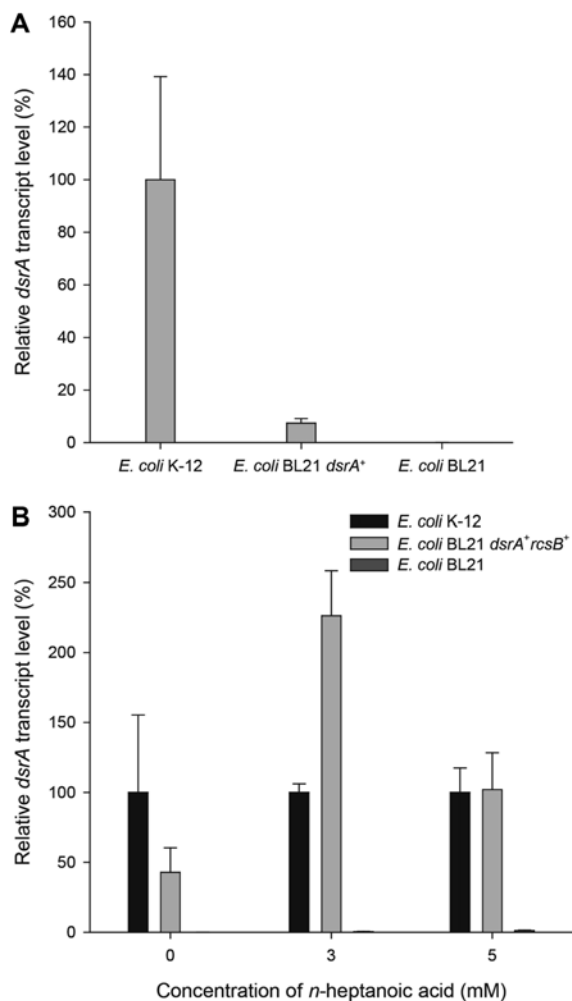 A
Relative dsrA transcript level (%)
160
140
120
100
80
60
40
20
0
E. coli K-12 E. coli BL21 dsrA⁺ E. coli BL21
B
Relative dsrA transcript level (%)
300
250
200
150
100
50
0
E. coli K-12
E. coli BL21 dsrA⁺rcsB⁺
E. coli BL21
0 3 5
Concentration of n-heptanoic acid (mM)